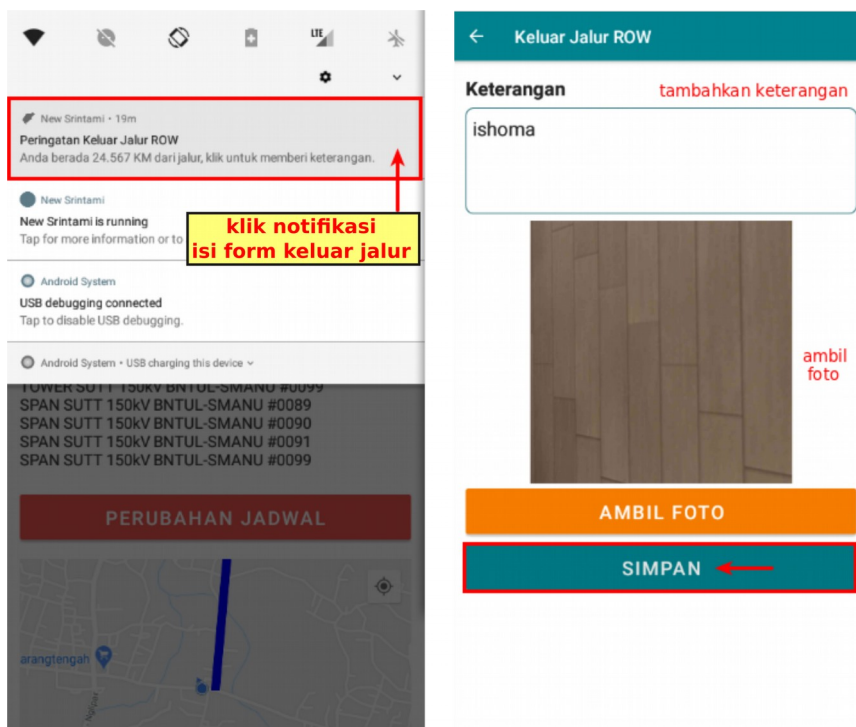 LTE
New Srintami • 19m
Peringatan Keluar Jalur ROW
Anda berada 24.567 KM dari jalur, klik untuk memberi keterangan.
New Srintami
New Srintami is running
Tap for more information or to
klik notifikasi
isi form keluar jalur
Android System
USB debugging connected
Tap to disable USB debugging.
Android System • USB charging this device
TOWER SUTT 150kV BNTUL-SMANU #0099
SPAN SUTT 150kV BNTUL-SMANU #0089
SPAN SUTT 150kV BNTUL-SMANU #0090
SPAN SUTT 150kV BNTUL-SMANU #0091
SPAN SUTT 150kV BNTUL-SMANU #0099
PERUBAHAN JADWAL
arangtengah
Keluar Jalur ROW
Keterangan
tambahkan keterangan
ishoma
ambil
foto
AMBIL FOTO
SIMPAN